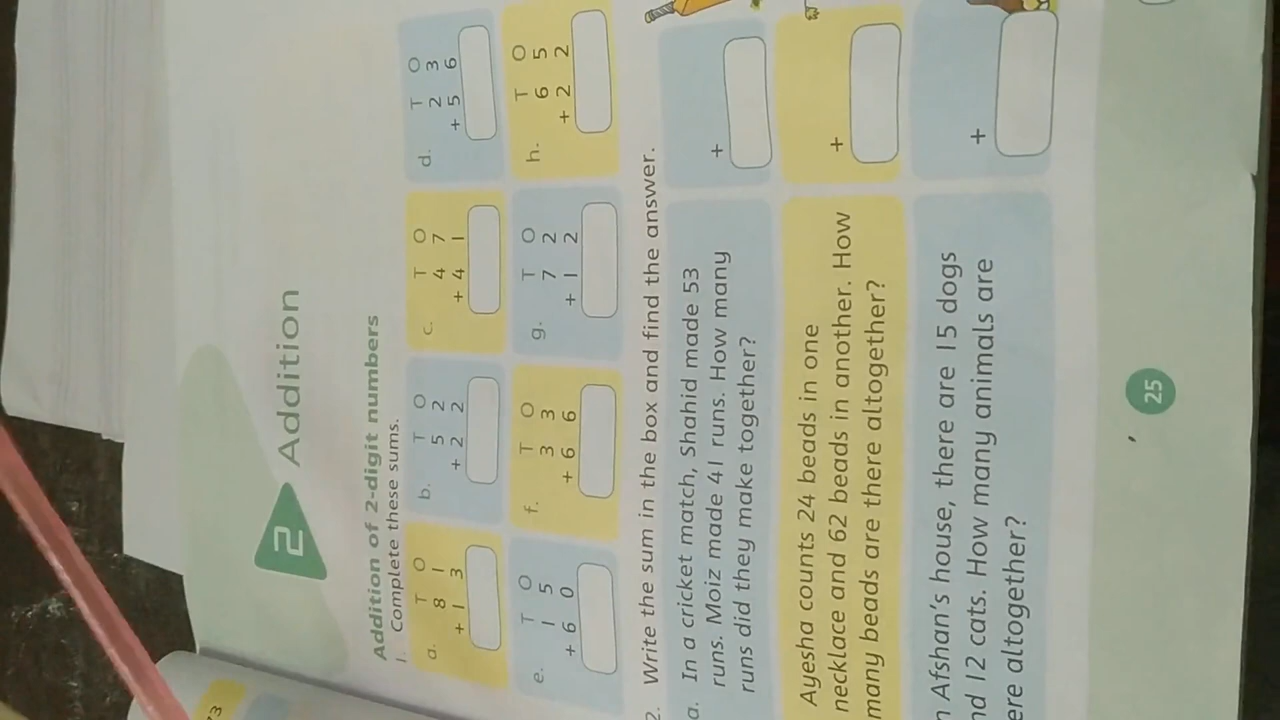 2 Addition
Addition of 2-digit numbers
1. Complete these sums.
a. T O
8 1
+ 1 3
b. T O
5 2
+ 2 2
c. T O
4 7
+ 4 1
d. T O
2 3
+ 5 6
e. T O
1 5
+ 6 0
f. T O
3 3
+ 6 6
g. T O
7 2
+ 1 2
h. T O
6 5
+ 2 2
2. Write the sum in the box and find the answer.
a. In a cricket match, Shahid made 53
runs. Moiz made 41 runs. How many
runs did they make together?
+
Ayesha counts 24 beads in one
necklace and 62 beads in another. How
many beads are there altogether?
+
Afshan's house, there are 15 dogs
12 cats. How many animals are
altogether?
+
25